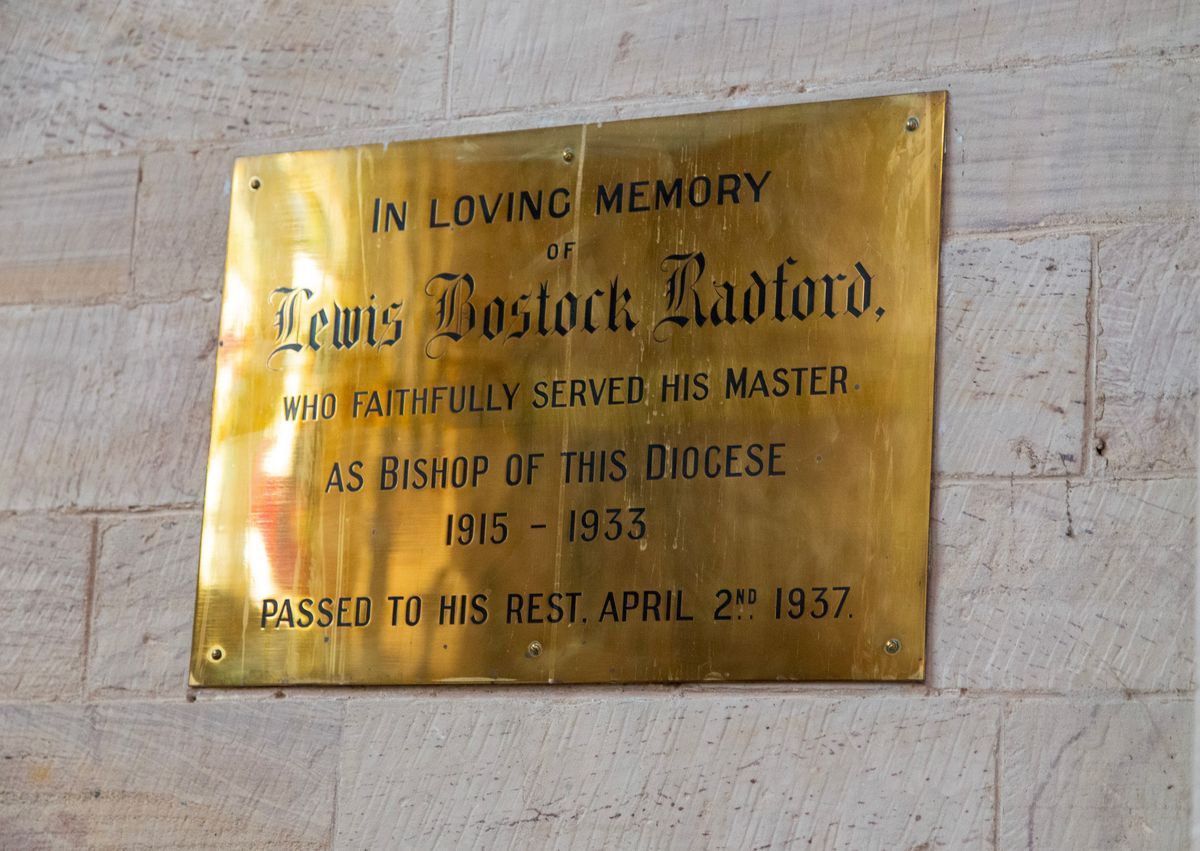 IN LOVING MEMORY
OF
Lewis Bostock Radford,
WHO FAITHFULLY SERVED HIS MASTER
AS BISHOP OF THIS DIOCESE
1915 – 1933
PASSED TO HIS REST, APRIL 2ND 1937.